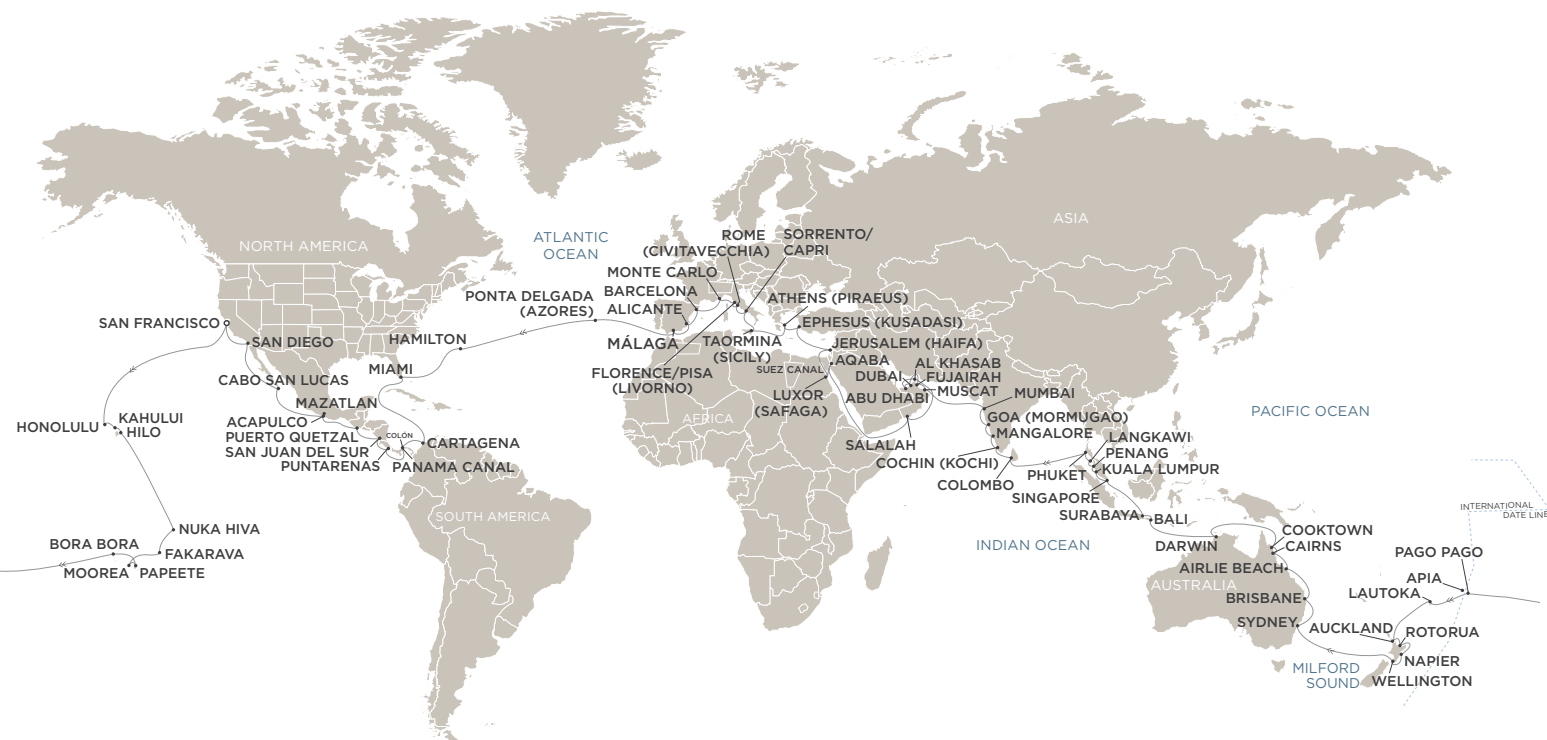 NORTH AMERICA
ATLANTIC
OCEAN
ASIA
ROME
(CIVITAVECCHIA)
SORRENTO/
CAPRI
MONTE CARLO
BARCELONA
ALICANTE
PONTA DELGADA
(AZORES)
MÁLAGA
ATHENS (PIRAEUS)
EPHESUS (KUSADASI)
TAORMINA
(SICILY)
FLORENCE/PISA
(LIVORNO)
JERUSALEM (HAIFA)
AQABA
SUEZ CANAL
LUXOR
(SAFAGA)
AL KHASAB
DUBAI
FUJAIRAH
ABU DHABI
MUSCAT
SAN FRANCISCO
SAN DIEGO
HAMILTON
MIAMI
CABO SAN LUCAS
MAZATLAN
ACAPULCO
PUERTO QUETZAL
SAN JUAN DEL SUR
PUNTARENAS
COLÓN
CARTAGENA
PANAMA CANAL
HONOLULU
KAHULUI
HILO
AFRICA
SALALAH
MUMBAI
GOA (MORMUGAO)
MANGALORE
COCHIN (KOCHI)
COLOMBO
PACIFIC OCEAN
LANGKAWI
PENANG
KUALA LUMPUR
PHUKET
SINGAPORE
SURABAYA
BALI
SOUTH AMERICA
NUKA HIVA
BORA BORA
FAKARAVA
MOOREA
PAPEETE
INDIAN OCEAN
INTERNATIONAL
DATE LINE
COOKTOWN
CAIRNS
DARWIN
AIRLIE BEACH
AUSTRALIA
BRISBANE
SYDNEY
PAGO PAGO
APIA
LAUTOKA
AUCKLAND
ROTORUA
NAPIER
WELLINGTON
MILFORD
SOUND